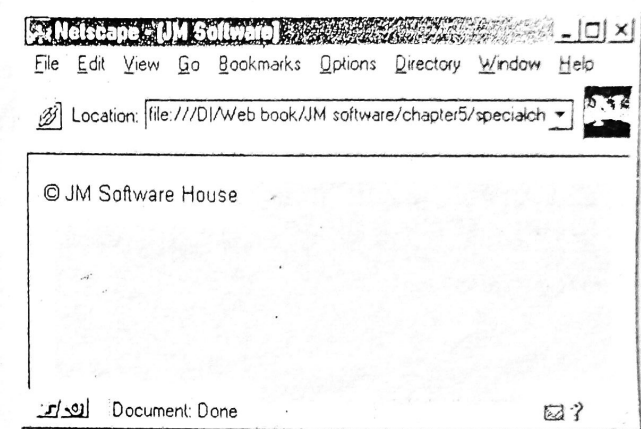 Netscape - [JM Software]
File Edit View Go Bookmarks Options Directory Window Help
Location: file:///D|/Web book/JM software/chapter5/specialch
© JM Software House
Document: Done
?